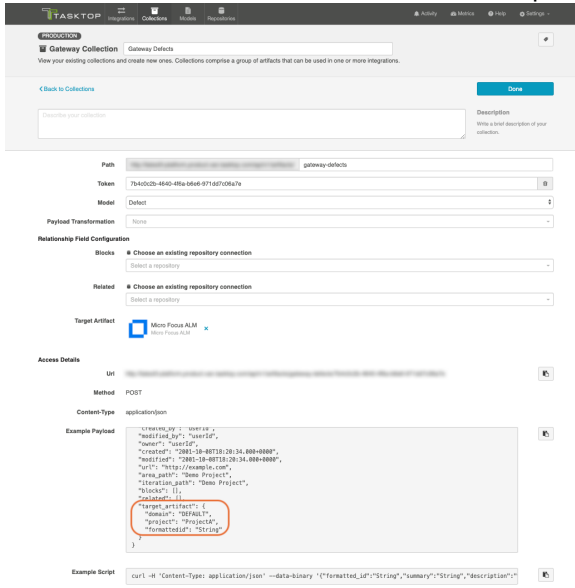 TASKTOP
Integrations
Collections
Models
Repositories
Activity
Metrics
Help
Settings
PRODUCTION
Gateway Collection
Gateway Defects
View your existing collections and create new ones. Collections comprise a group of artifacts that can be used in one or more integrations.
Back to Collections
Done
Describe your collection
Description
Write a brief description of your
collection.
Path
gateway-defects
Token
7b4c0c2b-4640-4f6a-b6e6-971dd7c06a7e
Model
Defect
Payload Transformation
None
Relationship Field Configuration
Blocks
Choose an existing repository connection
Select a repository
Related
Choose an existing repository connection
Select a repository
Target Artifact
Micro Focus ALM
Micro Focus ALM
Access Details
Url
Method
POST
Content-Type
application/json
Example Payload
"created_by": "userId",
"modified_by": "userId",
"owner": "userId",
"created": "2001-10-08T18:20:34.000+0000",
"modified": "2001-10-08T18:20:34.000+0000",
"url": "http://example.com",
"area_path": "Demo Project",
"iteration_path": "Demo Project",
"blocks": [],
"related": [],
"target_artifact": {
"domain": "DEFAULT",
"project": "ProjectA",
"formattedid": "String"
}
}
Example Script
curl -H 'Content-Type: application/json' --data-binary '{"formatted_id":"String","summary":"String","description":"